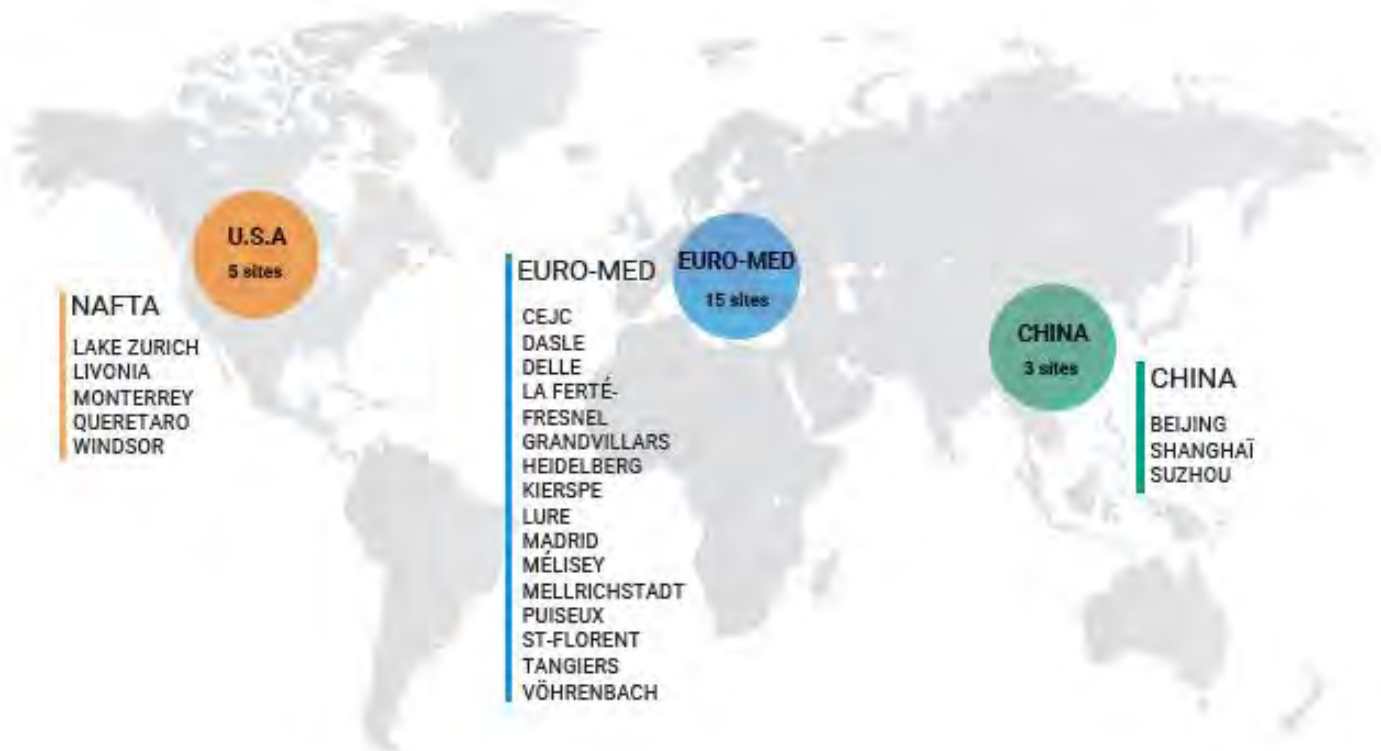 U.S.A
5 sites
NAFTA
LAKE ZURICH
LIVONIA
MONTERREY
QUERETARO
WINDSOR
EURO-MED
15 sites
EURO-MED
CEJC
DASLE
DELLE
LA FERTÉ-
FRESNEL
GRANDVILLARS
HEIDELBERG
KIERSPE
LURE
MADRID
MÉLISEY
MELLRICHSTADT
PUISEUX
ST-FLORENT
TANGIERS
VÖHRENBACH
CHINA
3 sites
CHINA
BEIJING
SHANGHAÏ
SUZHOU